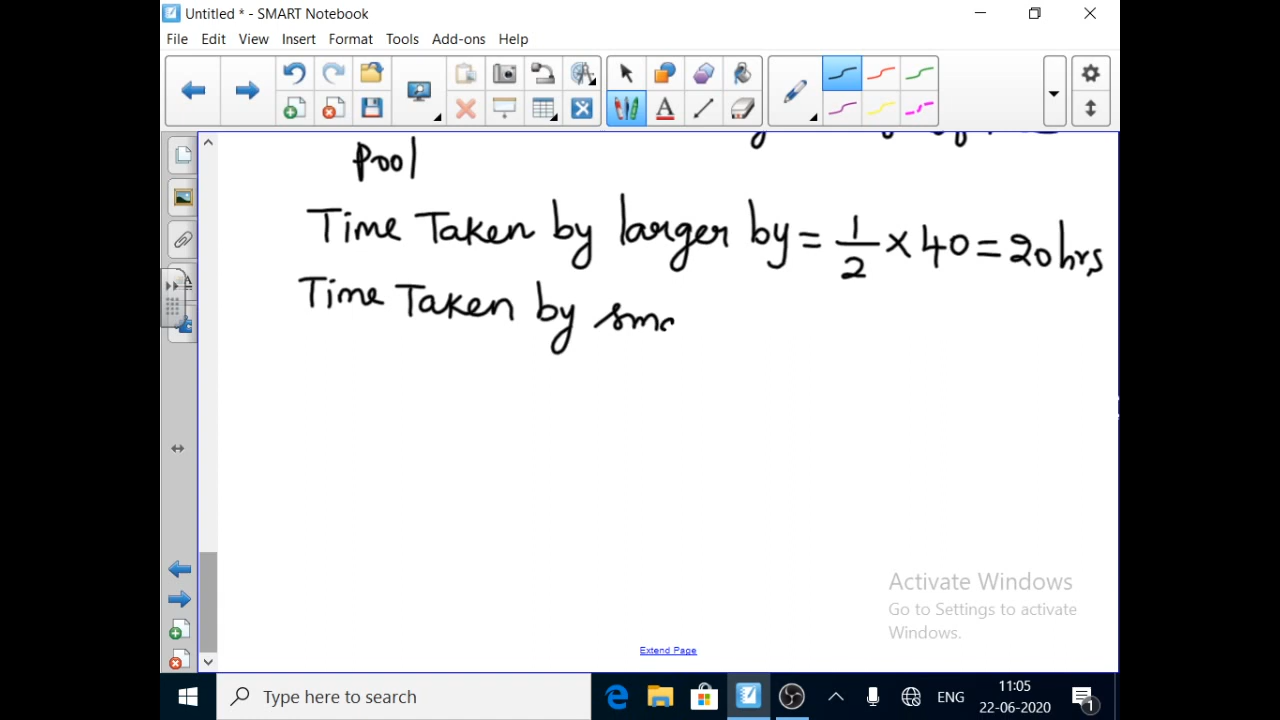 Untitled * - SMART Notebook
File Edit View Insert Format Tools Add-ons Help
Pool
Time Taken by larger by = 1/2 × 40 = 20 hrs
Time Taken by sma
Activate Windows
Go to Settings to activate
Windows.
Extend Page
Type here to search
ENG
11:05
22-06-2020
1